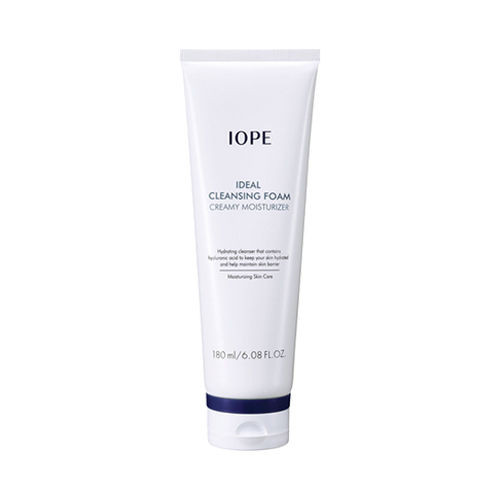 IOPE
IDEAL
CLEANSING FOAM
CREAMY MOISTURIZER
Hydrating cleanser that contains
hyaluronic acid to keep your skin hydrated
and help maintain skin barrier
Moisturizing Skin Care
180 ml/6.08 FL.OZ.